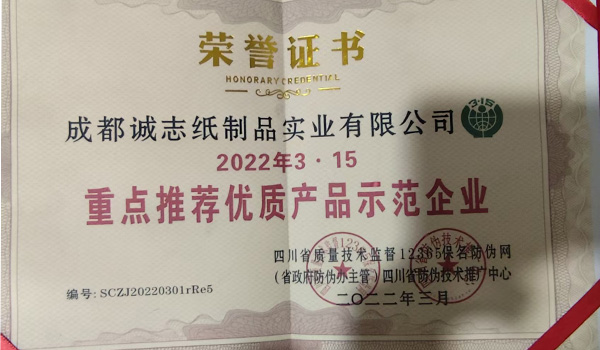 荣誉证书
HONORARY CREDENTIAL
成都诚志纸制品实业有限公司
3·15
2022年3·15
重点推荐优质产品示范企业
四川省质量技术监督12365保名防伪网
(省政府防伪办主管)四川省防伪技术推广中心
编号:SCZJ20220301rRe5
二〇二二年三月